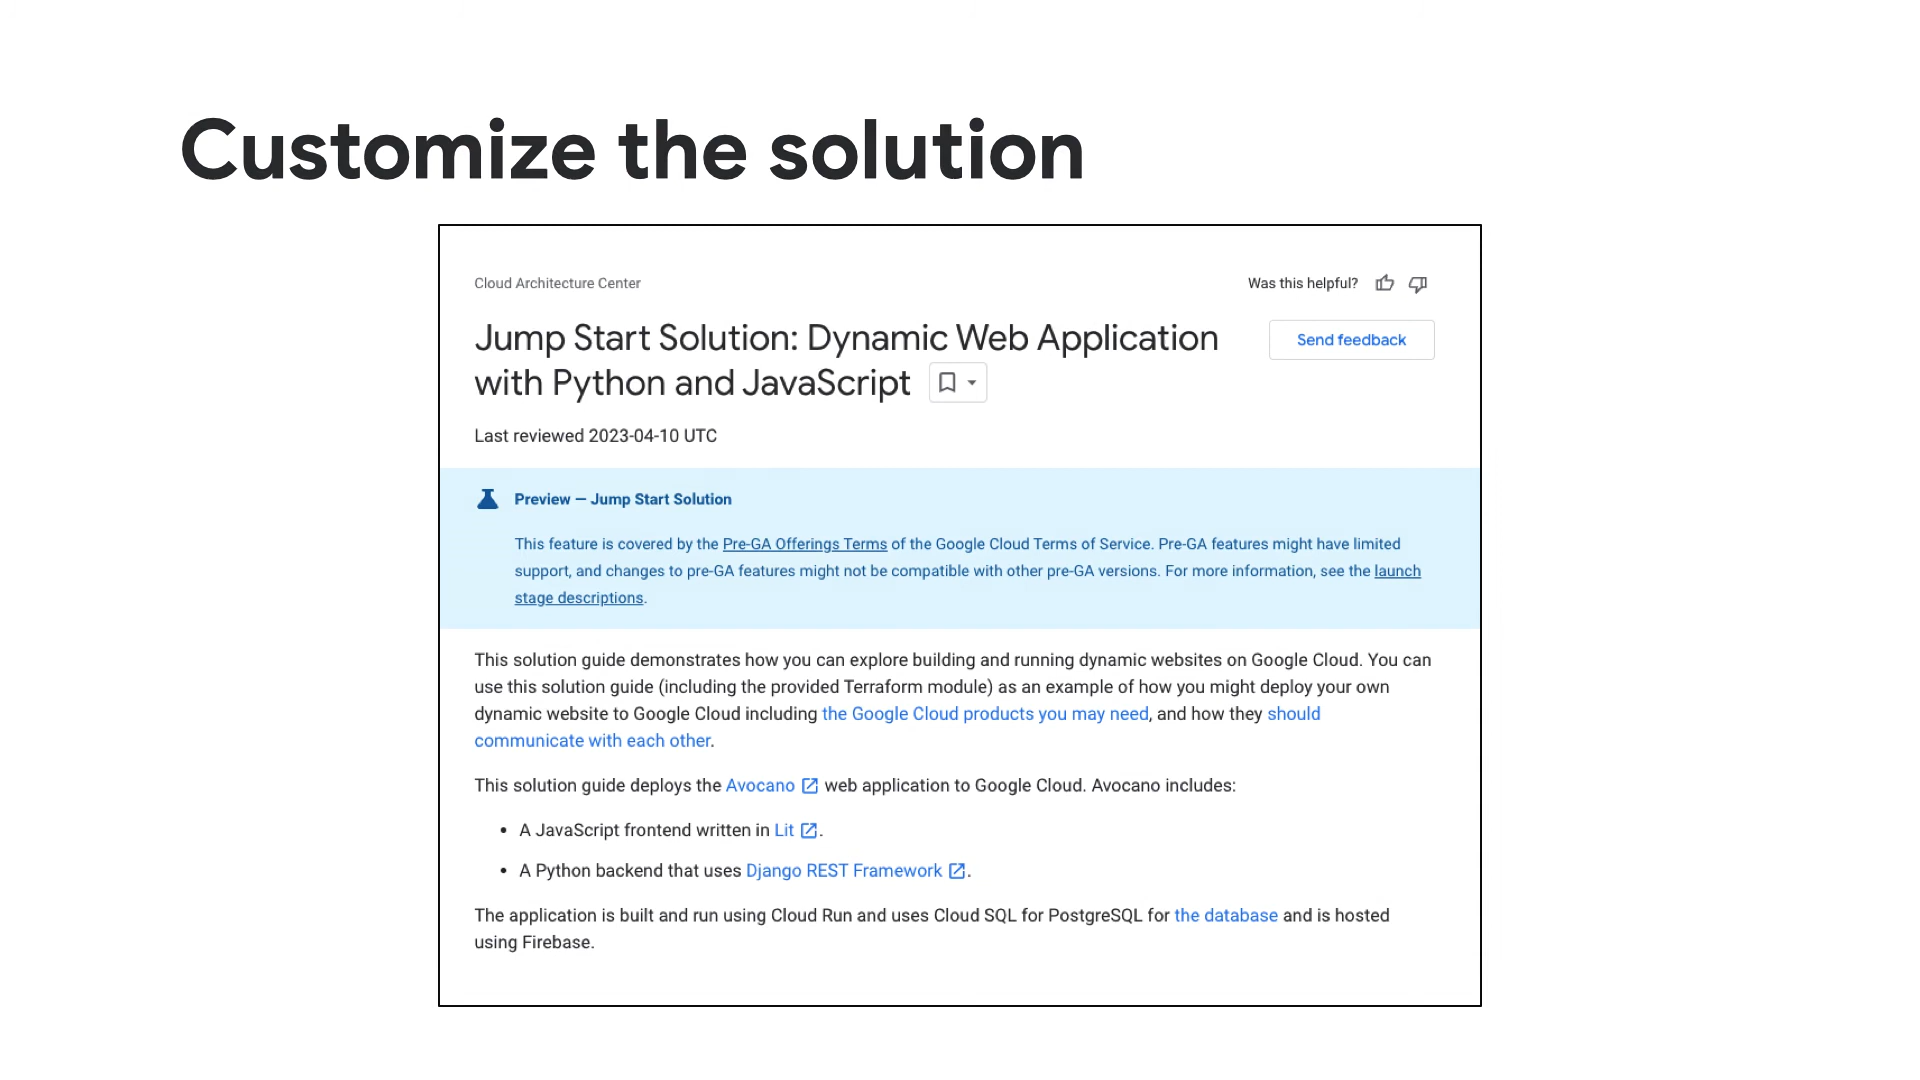 Customize the solution
Cloud Architecture Center
Was this helpful?
Jump Start Solution: Dynamic Web Application
with Python and JavaScript
Send feedback
Last reviewed 2023-04-10 UTC
Preview — Jump Start Solution
This feature is covered by the Pre-GA Offerings Terms of the Google Cloud Terms of Service. Pre-GA features might have limited
support, and changes to pre-GA features might not be compatible with other pre-GA versions. For more information, see the launch
stage descriptions.
This solution guide demonstrates how you can explore building and running dynamic websites on Google Cloud. You can
use this solution guide (including the provided Terraform module) as an example of how you might deploy your own
dynamic website to Google Cloud including the Google Cloud products you may need, and how they should
communicate with each other.
This solution guide deploys the Avocano web application to Google Cloud. Avocano includes:
• A JavaScript frontend written in Lit.
• A Python backend that uses Django REST Framework.
The application is built and run using Cloud Run and uses Cloud SQL for PostgreSQL for the database and is hosted
using Firebase.